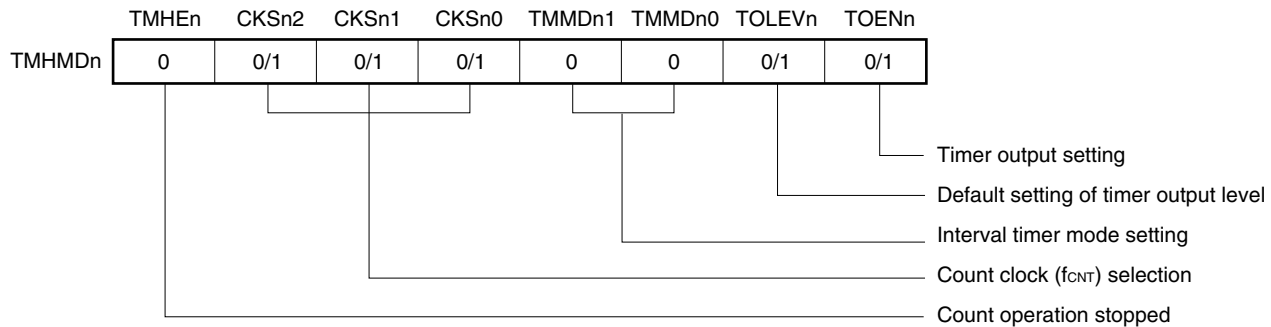 TMHEn CKSn2 CKSn1 CKSn0 TMMDn1 TMMDn0 TOLEVn TOENn
TMHMDn 0 0/1 0/1 0/1 0 0 0/1 0/1
Timer output setting
Default setting of timer output level
Interval timer mode setting
Count clock (fCNT) selection
Count operation stopped